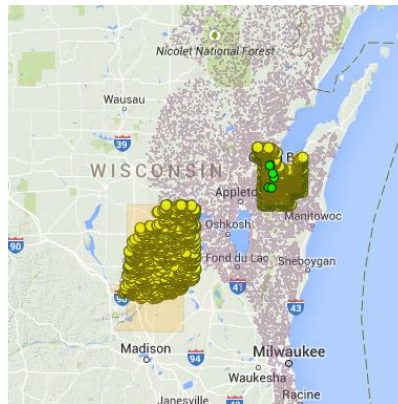 Nicolet National Forest
Wausau
39
WISCONSIN
Appleton
Manitowoc
Oshkosh
90
Fond du Lac
Sheboygan
41
43
Madison
94
Milwaukee
Waukesha
Racine
Janesville